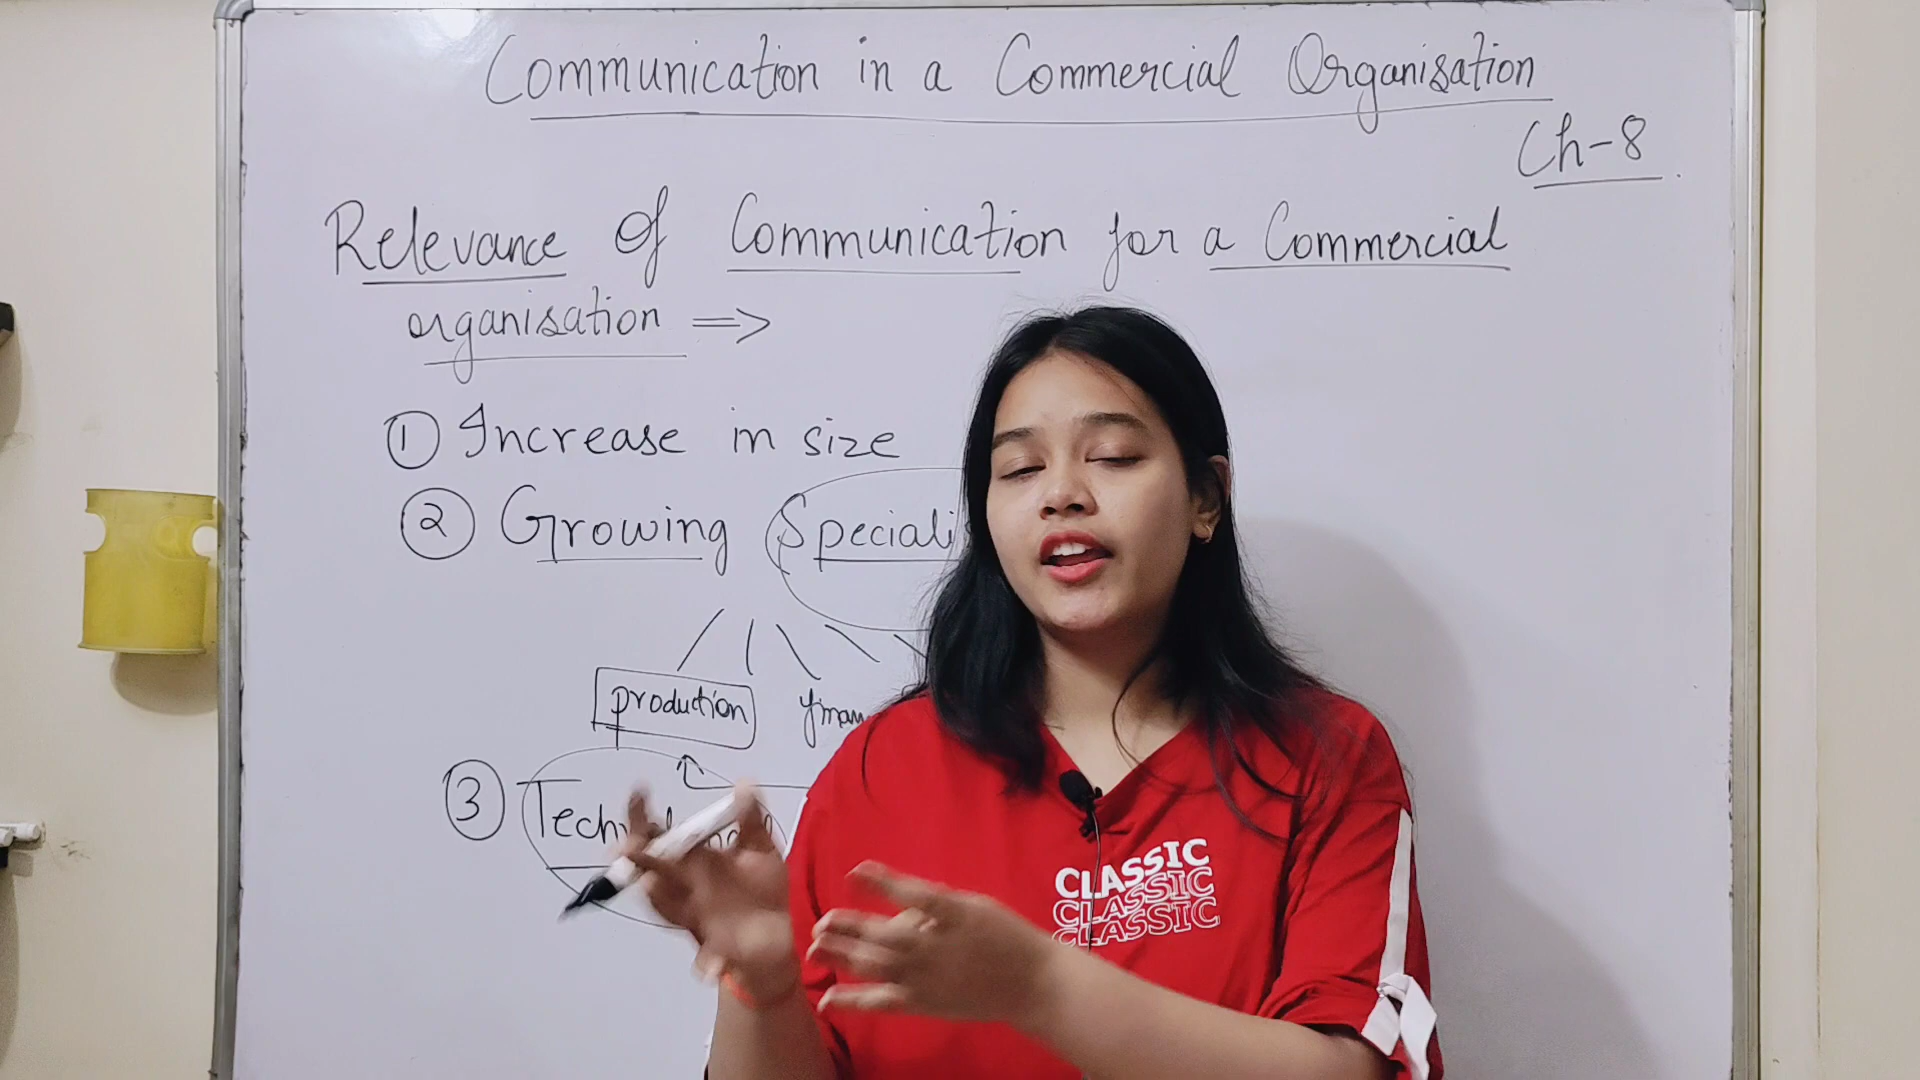 Communication in a Commercial Organisation
Ch-8
Relevance of Communication for a Commercial
organisation =>
① Increase in size
② Growing Speciali
production
③ Tech
CLASSIC
CLASSIC
CLASSIC